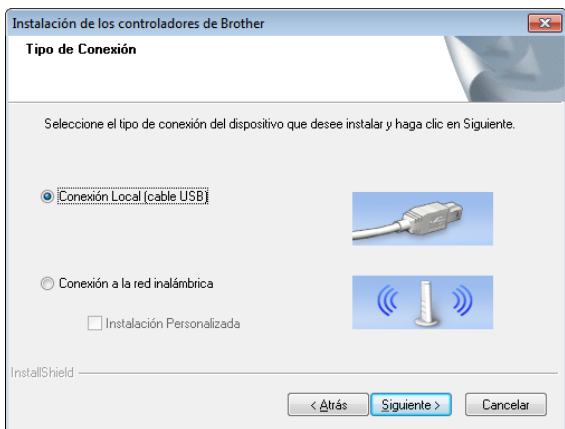 Instalación de los controladores de Brother
Tipo de Conexión
Seleccione el tipo de conexión del dispositivo que desee instalar y haga clic en Siguiente.
Conexión Local (cable USB)
Conexión a la red inalámbrica
Instalación Personalizada
InstallShield
< Atrás Siguiente > Cancelar